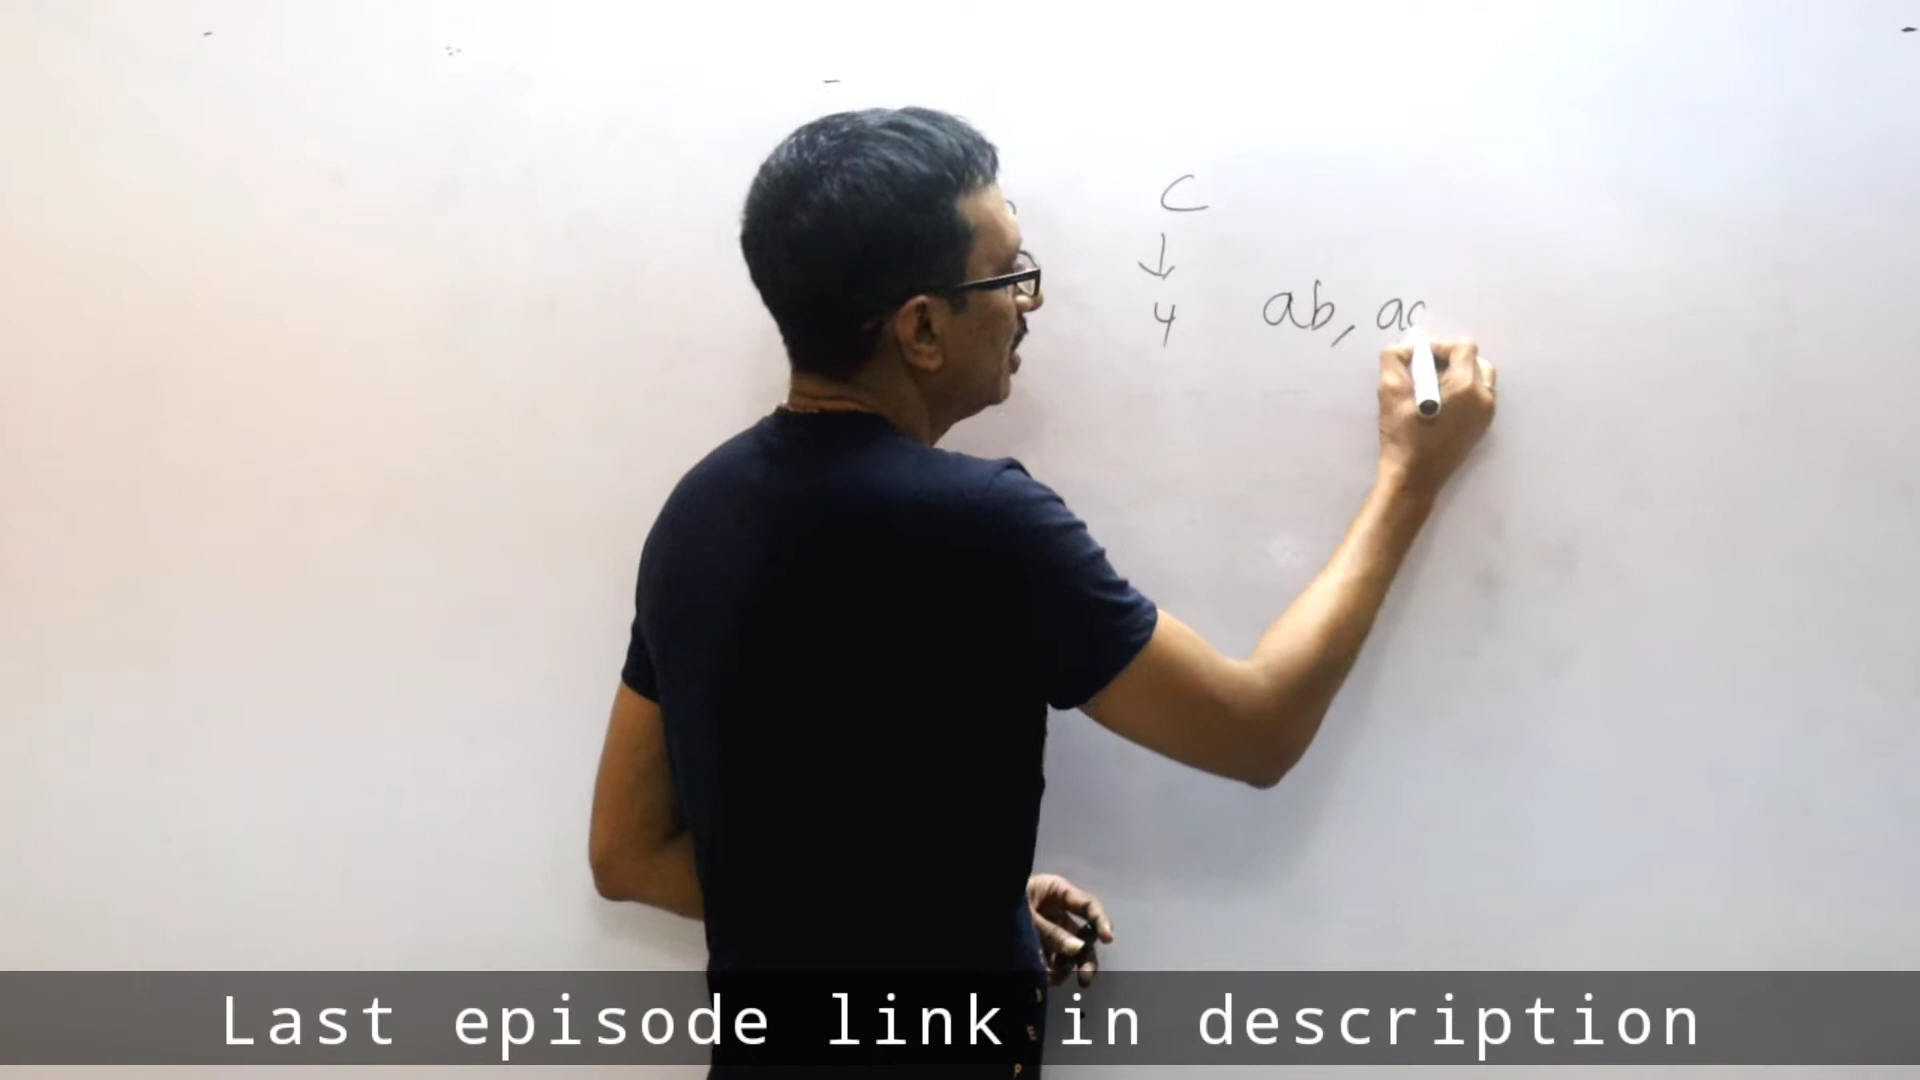 C
↓
4 ab, ac
Last episode link in description